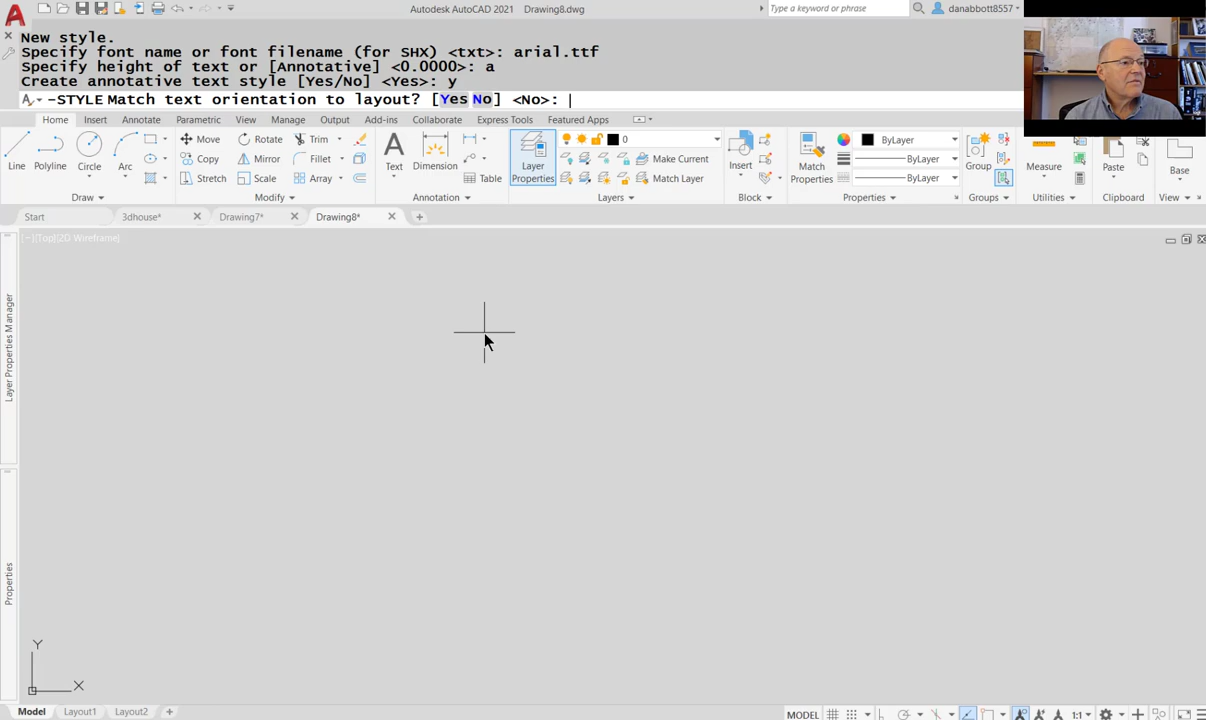 Autodesk AutoCAD 2021 Drawing8.dwg
Type a keyword or phrase
danabbott8557
New style.
Specify font name or font filename (for SHX) <txt>: arial.ttf
Specify height of text or [Annotative] <0.0000>: a
Create annotative text style [Yes/No] <Yes>: y
-STYLE Match text orientation to layout? [Yes No] <No>:
Home Insert Annotate Parametric View Manage Output Add-ins Collaborate Express Tools Featured Apps
Line Polyline Circle Arc
Move Rotate Trim
Copy Mirror Fillet
Stretch Scale Array
Text Dimension Table
Layer Properties
0
Make Current
Match Layer
Insert
Match Properties
ByLayer
ByLayer
ByLayer
Group Measure Paste Base
Draw Modify Annotation Layers Block Properties Groups Utilities Clipboard View
Start 3dhouse* Drawing7* Drawing8*
[−][Top][2D Wireframe]
Layer Properties Manager
Properties
Y
X
Model Layout1 Layout2
MODEL 1:1